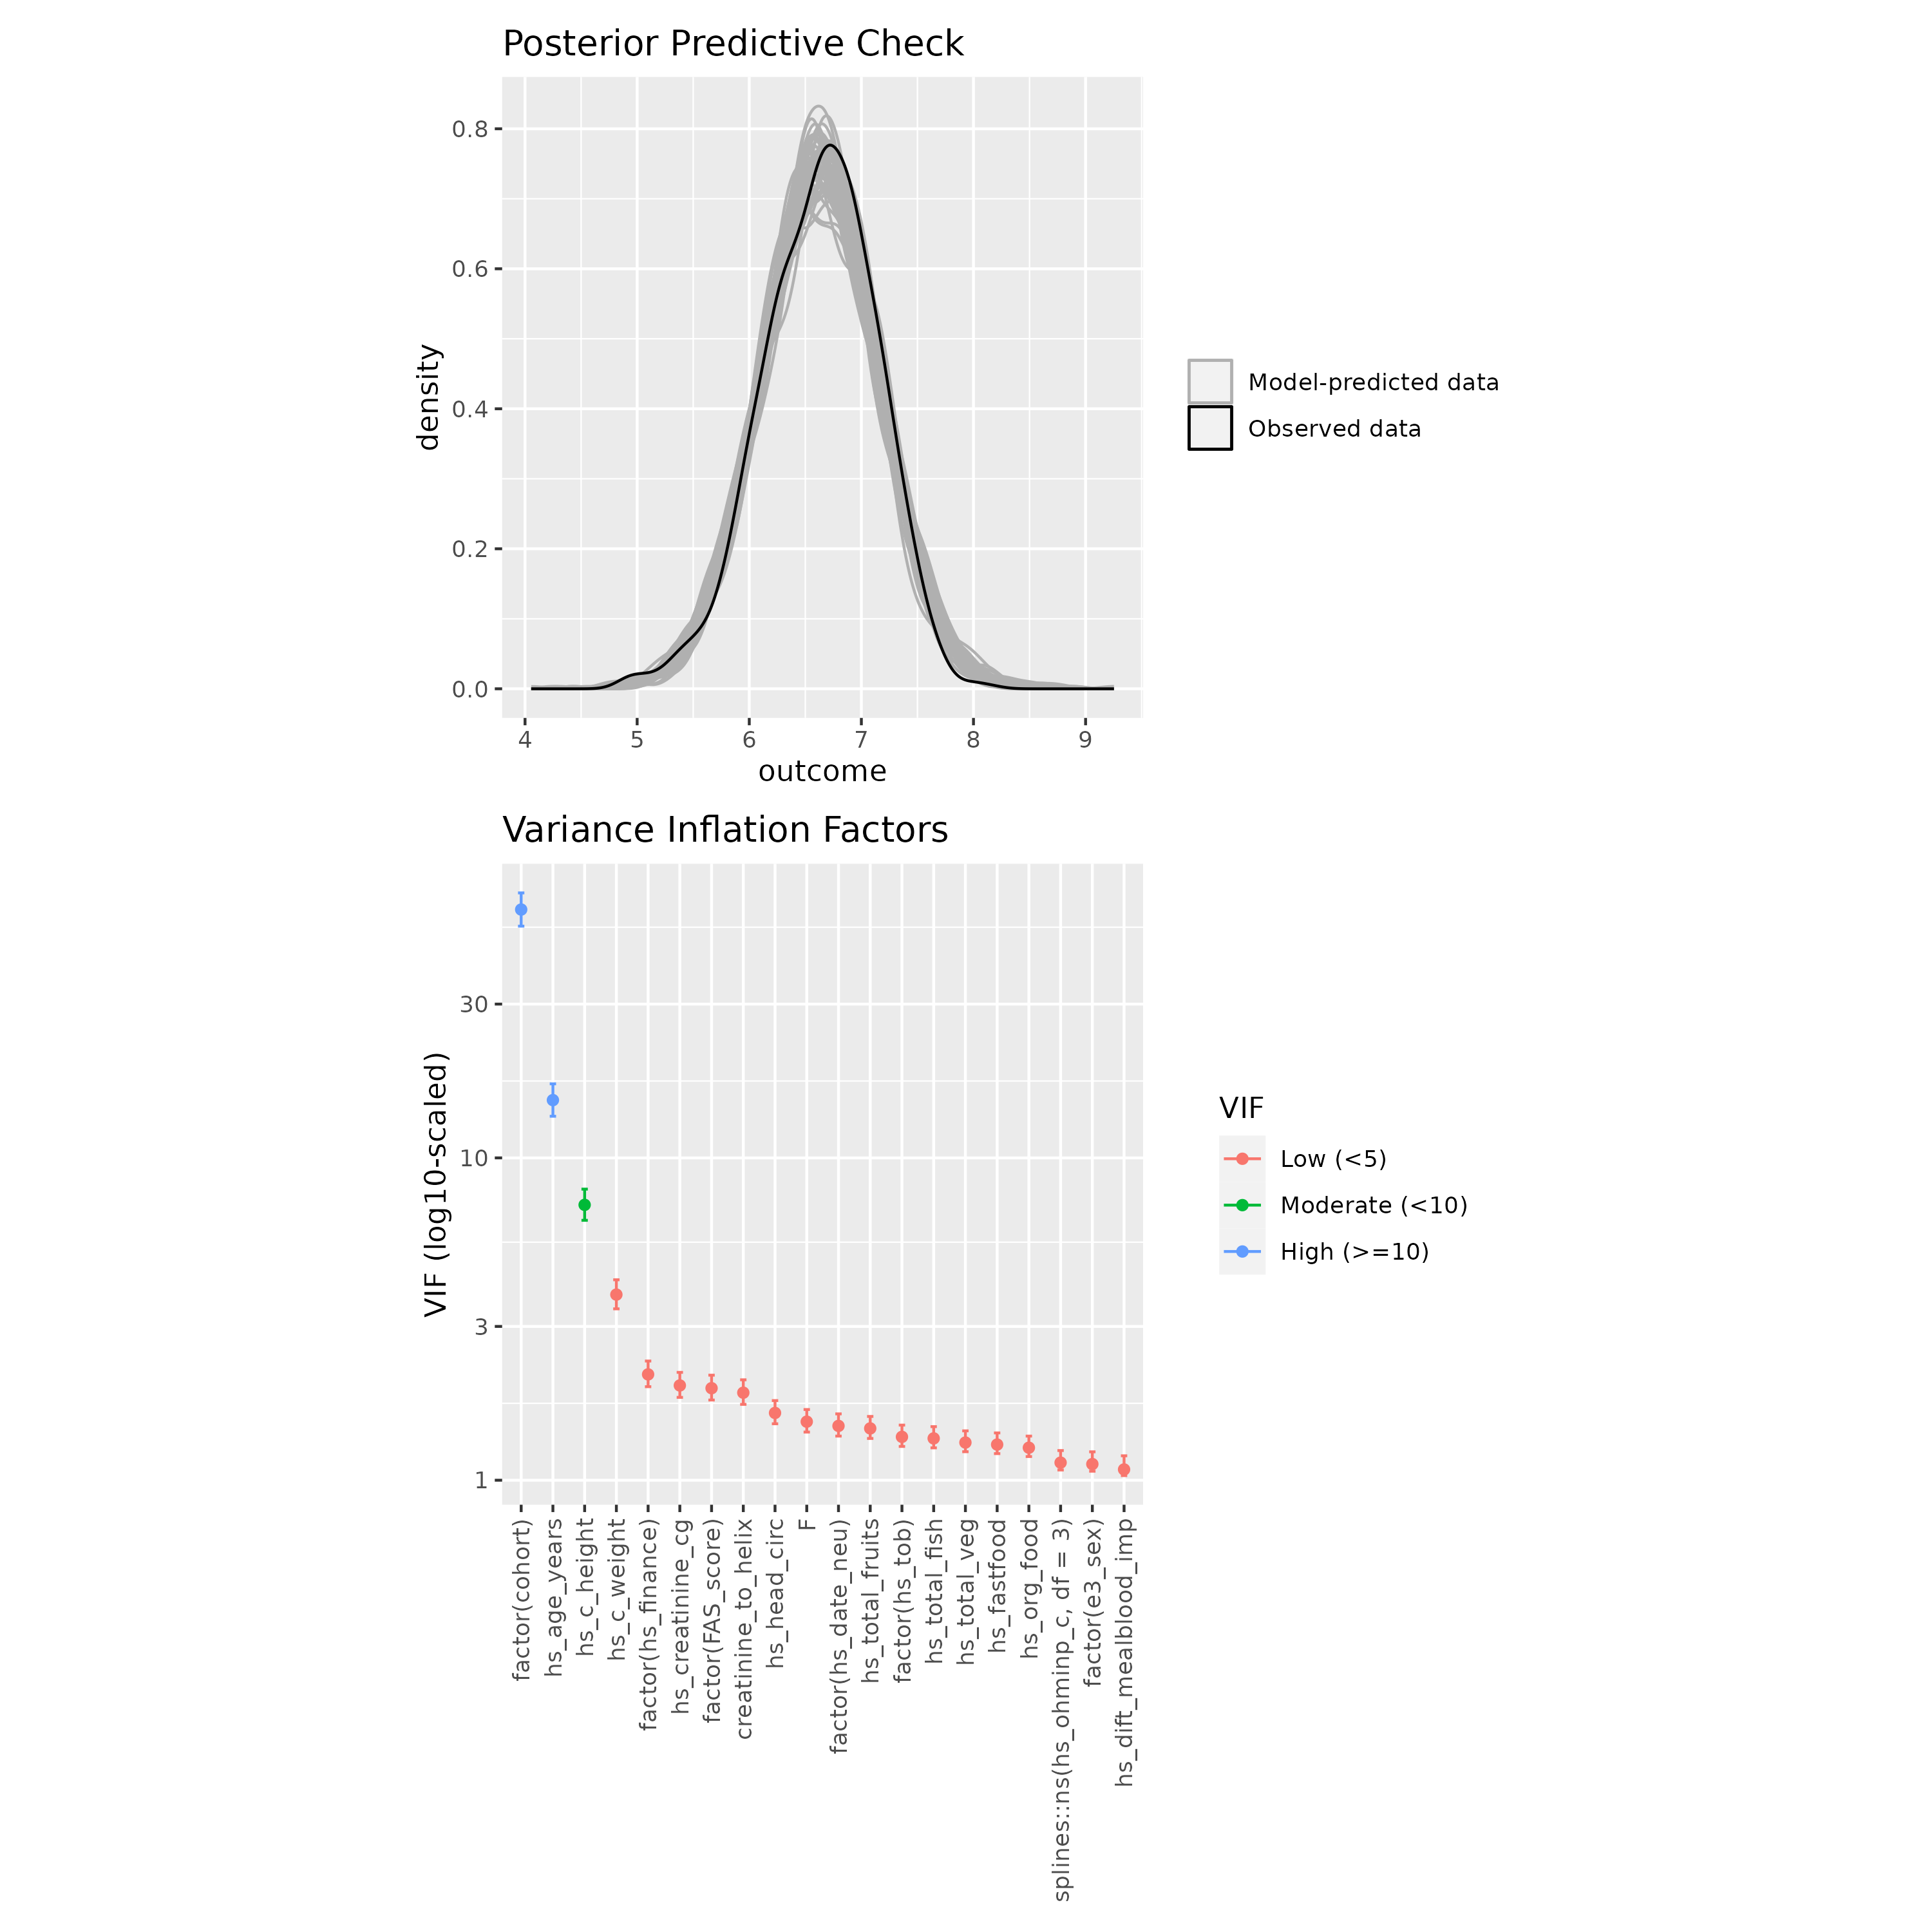 Posterior Predictive Check
density
0.8
0.6
0.4
0.2
0.0
4 5 6 7 8 9
outcome
Model-predicted data
Observed data
Variance Inflation Factors
VIF (log10-scaled)
30
10
3
1
factor(cohort)
hs_age_years
hs_c_height
hs_c_weight
factor(hs_finance)
hs_creatinine_cg
factor(FAS_score)
creatinine_to_helix
hs_head_circ
F
factor(hs_date_neu)
hs_total_fruits
factor(hs_tob)
hs_total_fish
hs_total_veg
hs_fastfood
hs_org_food
splines::ns(hs_ohminp_c, df = 3)
factor(e3_sex)
hs_dift_mealblood_imp
VIF
Low (<5)
Moderate (<10)
High (>=10)